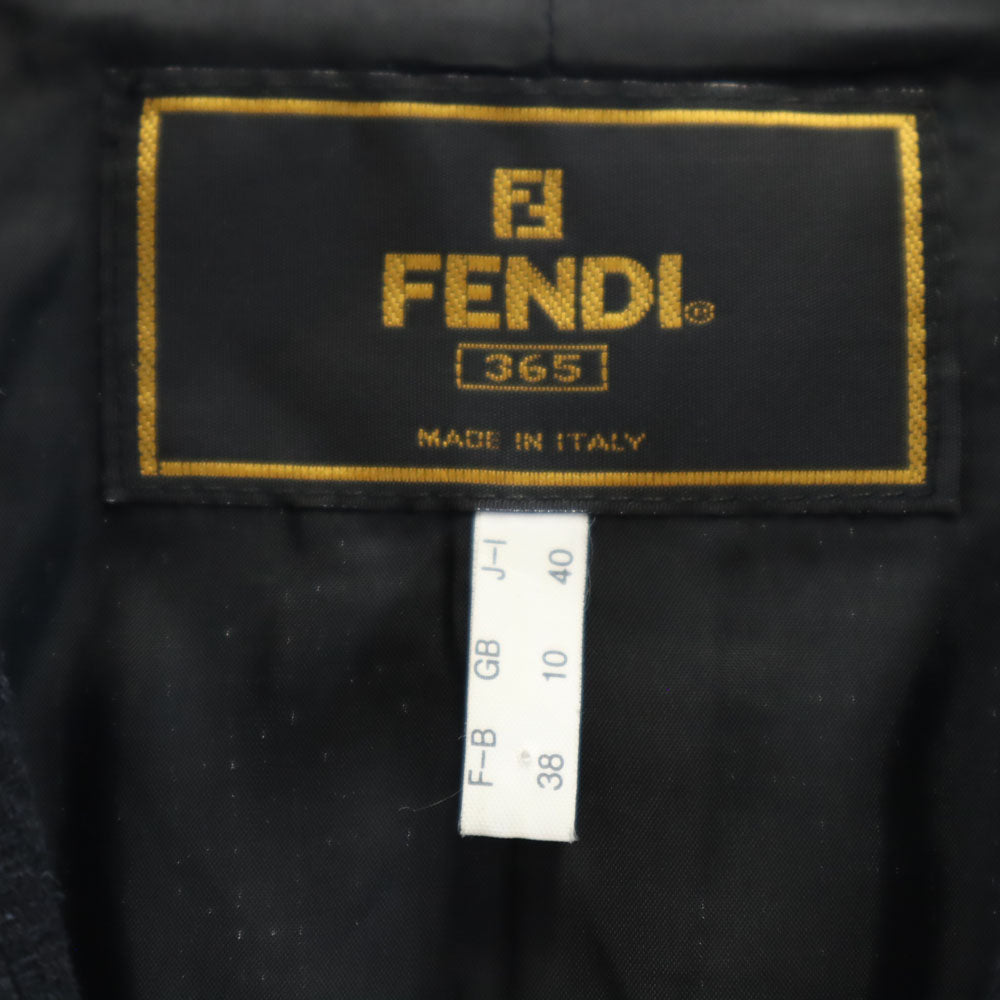 FENDI®
365
MADE IN ITALY
J-I 40
GB 10
F-B 38